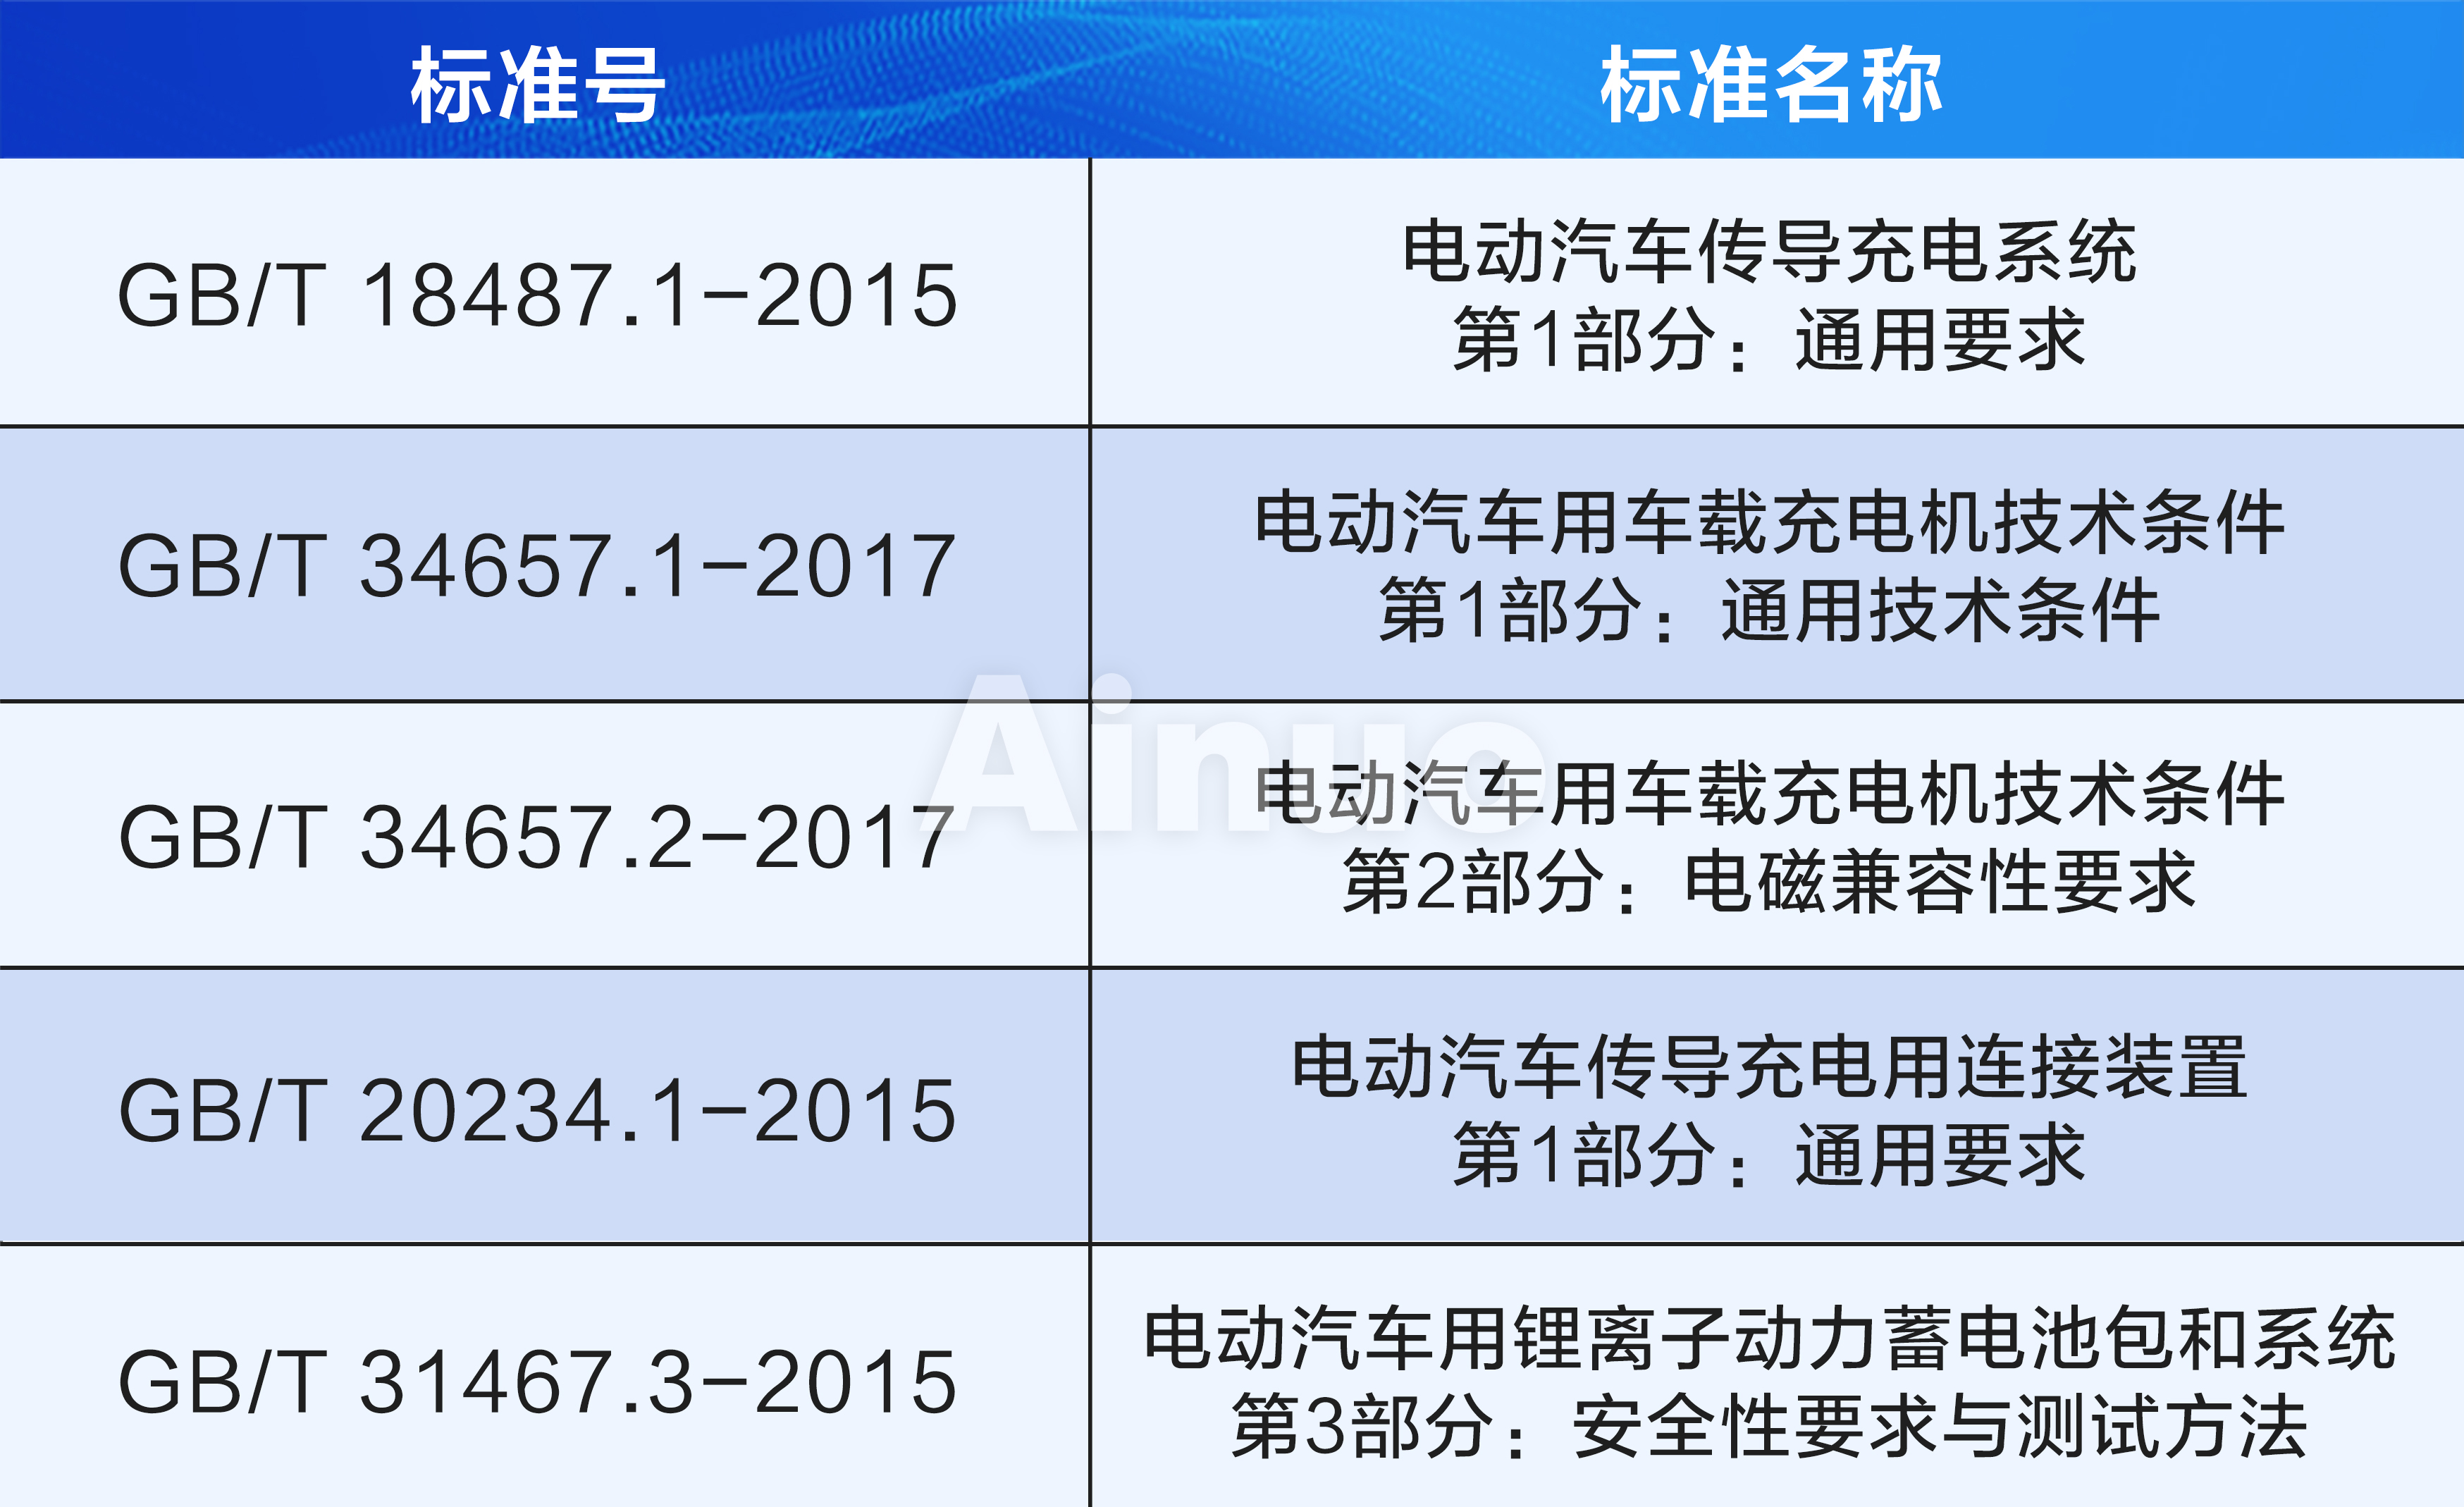 标准号
标准名称
GB/T 18487.1-2015
电动汽车传导充电系统
第1部分：通用要求
GB/T 34657.1-2017
电动汽车用车载充电机技术条件
第1部分：通用技术条件
GB/T 34657.2-2017
电动汽车用车载充电机技术条件
第2部分：电磁兼容性要求
GB/T 20234.1-2015
电动汽车传导充电用连接装置
第1部分：通用要求
GB/T 31467.3-2015
电动汽车用锂离子动力蓄电池包和系统
第3部分：安全性要求与测试方法
Ainuo